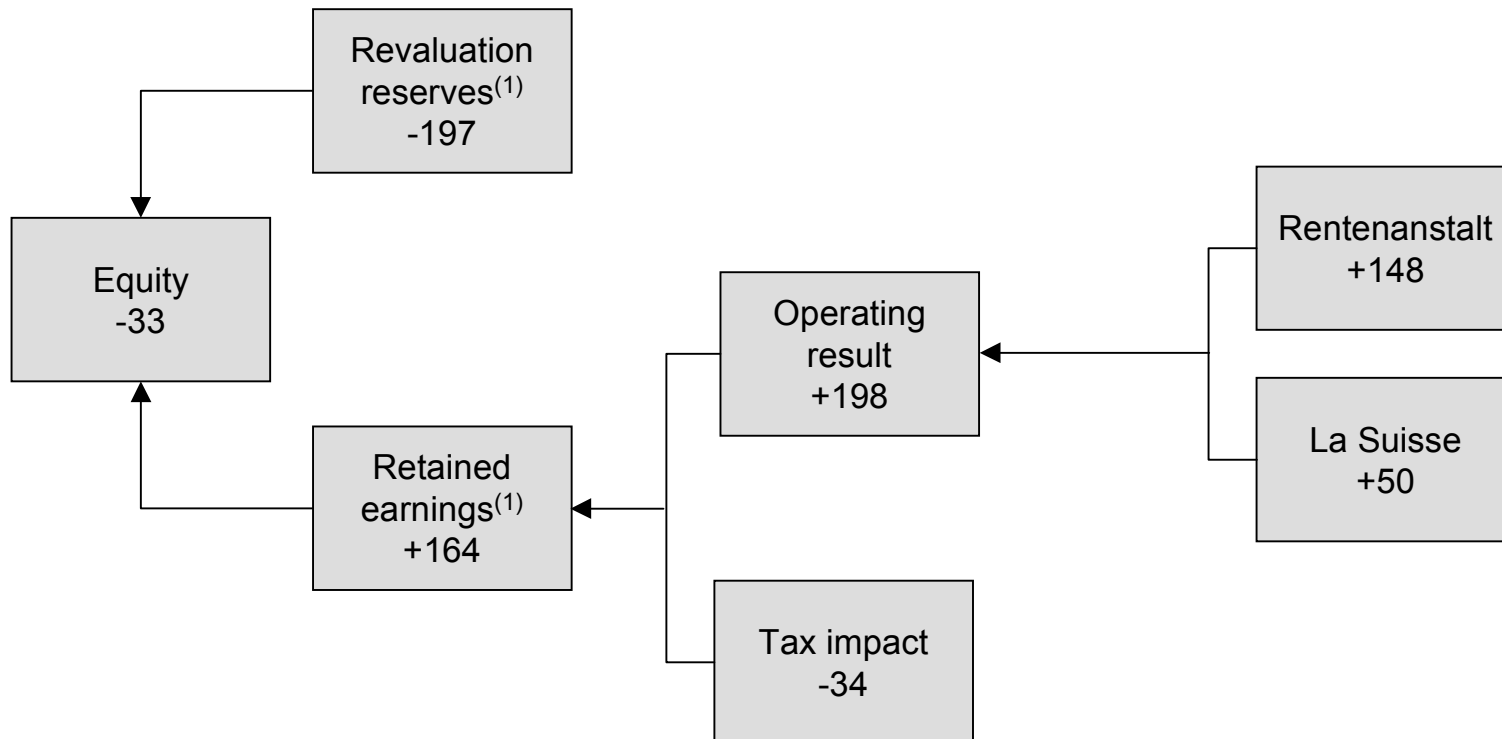 Revaluation
reserves(1)
-197
Equity
-33
Retained
earnings(1)
+164
Operating
result
+198
Tax impact
-34
Rentenanstalt
+148
La Suisse
+50